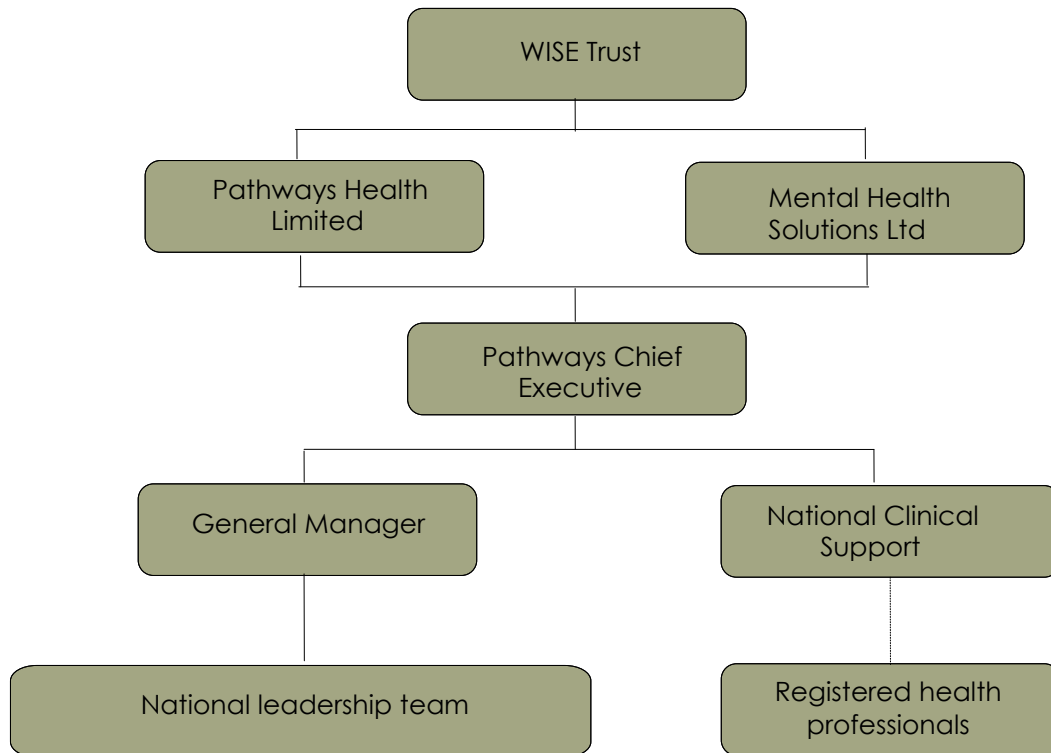 WISE Trust
Pathways Health
Limited
Mental Health
Solutions Ltd
Pathways Chief
Executive
General Manager
National Clinical
Support
National leadership team
Registered health
professionals